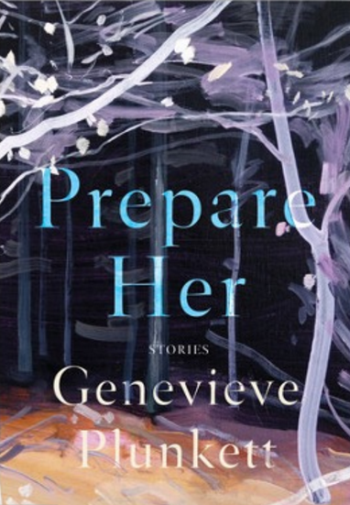 Prepare
Her
STORIES
Genevieve
Plunkett